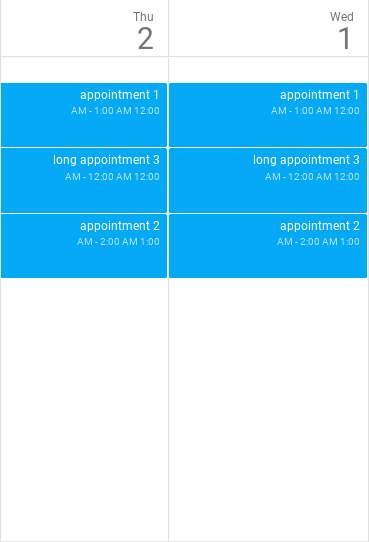 Thu
2
appointment 1
AM - 1:00 AM 12:00
long appointment 3
AM - 12:00 AM 12:00
appointment 2
AM - 2:00 AM 1:00
Wed
1
appointment 1
AM - 1:00 AM 12:00
long appointment 3
AM - 12:00 AM 12:00
appointment 2
AM - 2:00 AM 1:00